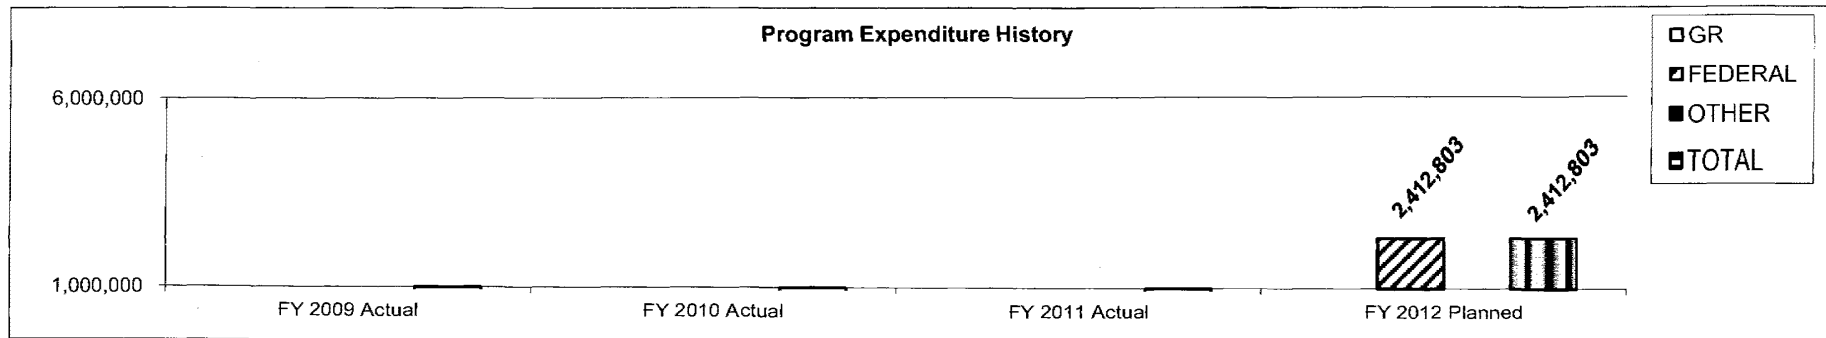 Program Expenditure History
GR
FEDERAL
OTHER
TOTAL
6,000,000
2,412,803
2,412,803
1,000,000
FY 2009 Actual
FY 2010 Actual
FY 2011 Actual
FY 2012 Planned